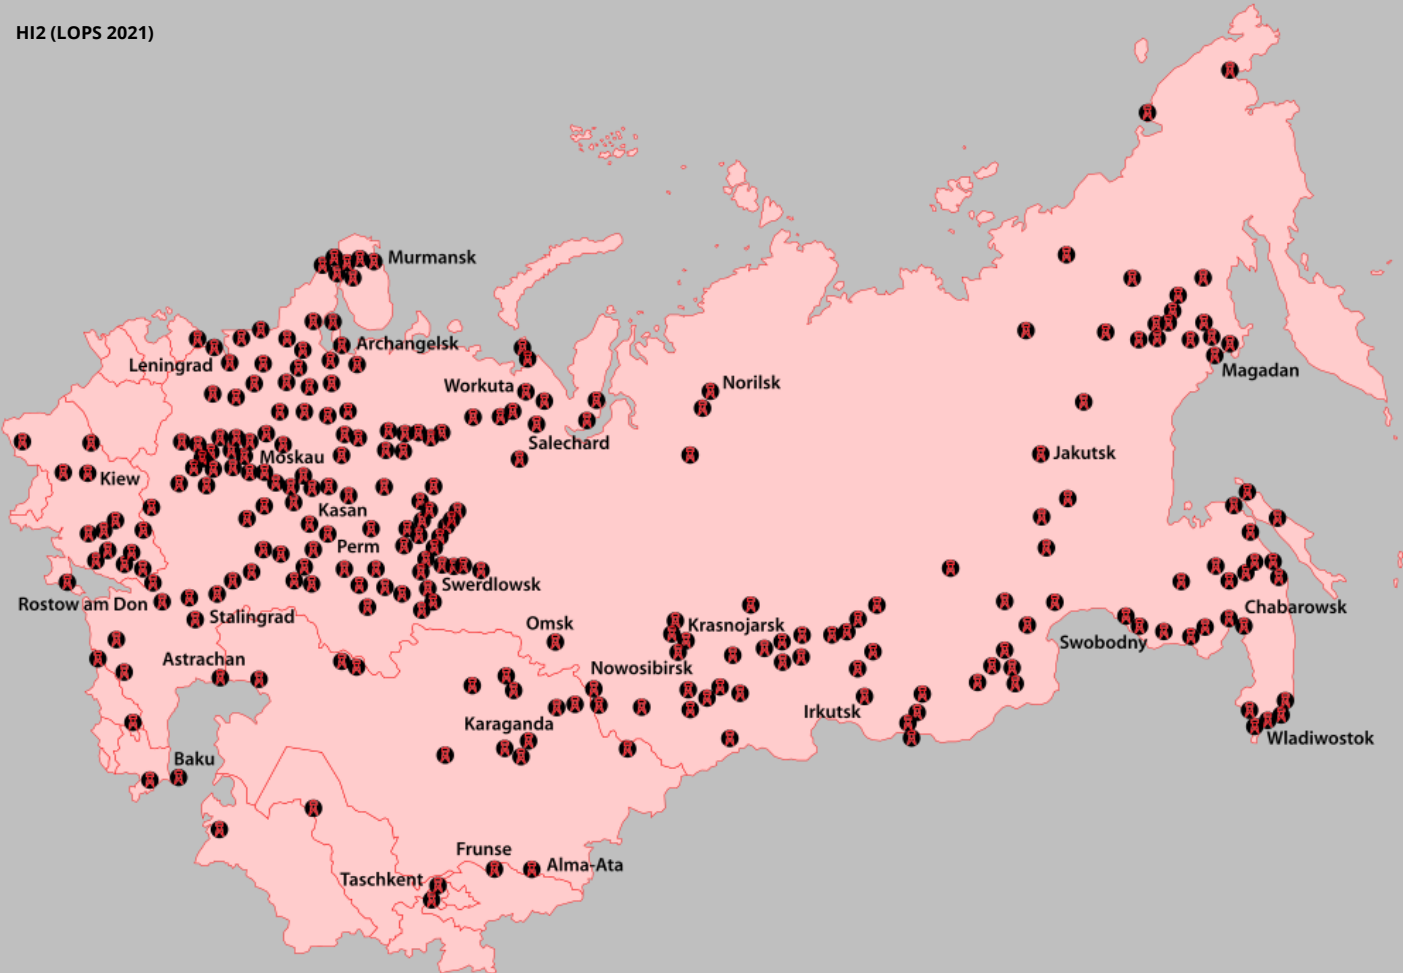 HI2 (LOPS 2021)
Murmansk
Archangelsk
Leningrad
Workuta
Norilsk
Magadan
Salechard
Moskau
Jakutsk
Kiew
Kasan
Perm
Swerdlowsk
Rostow am Don
Stalingrad
Omsk
Krasnojarsk
Chabarowsk
Swobodny
Astrachan
Nowosibirsk
Irkutsk
Karaganda
Wladiwostok
Baku
Frunse
Alma-Ata
Taschkent